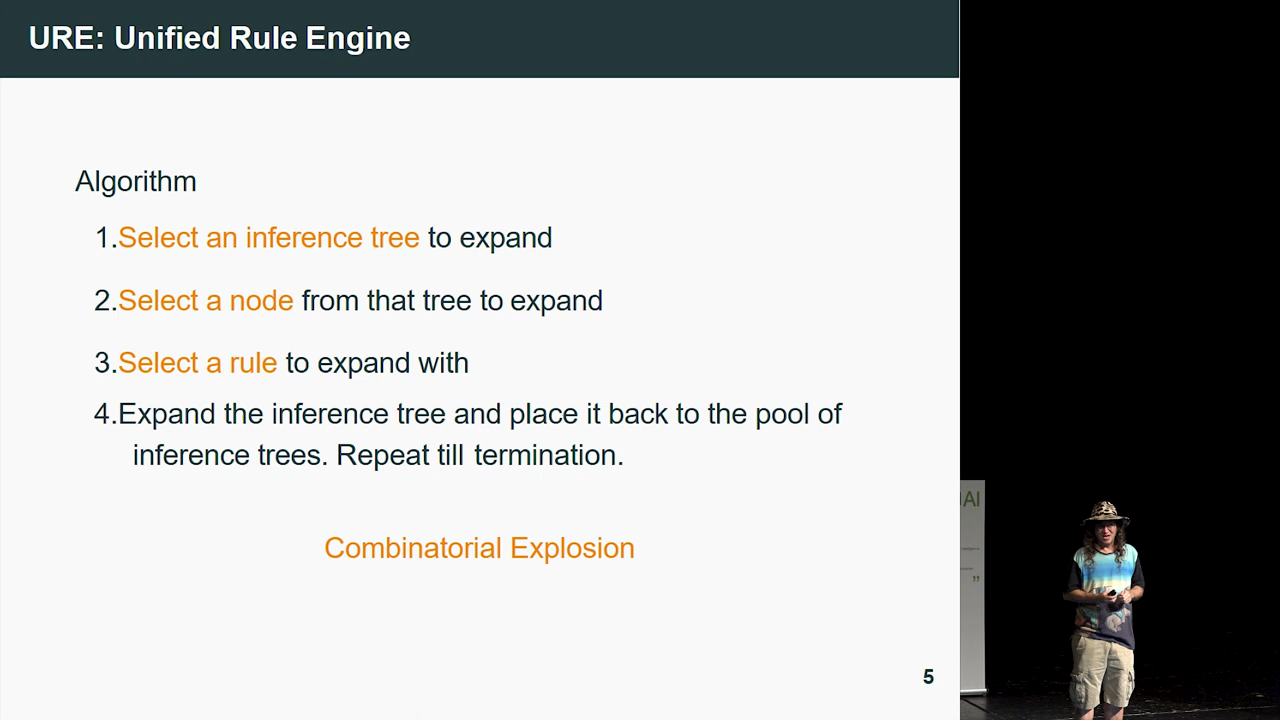 URE: Unified Rule Engine
Algorithm
1.Select an inference tree to expand
2.Select a node from that tree to expand
3.Select a rule to expand with
4.Expand the inference tree and place it back to the pool of
inference trees. Repeat till termination.
Combinatorial Explosion
5
AI
”